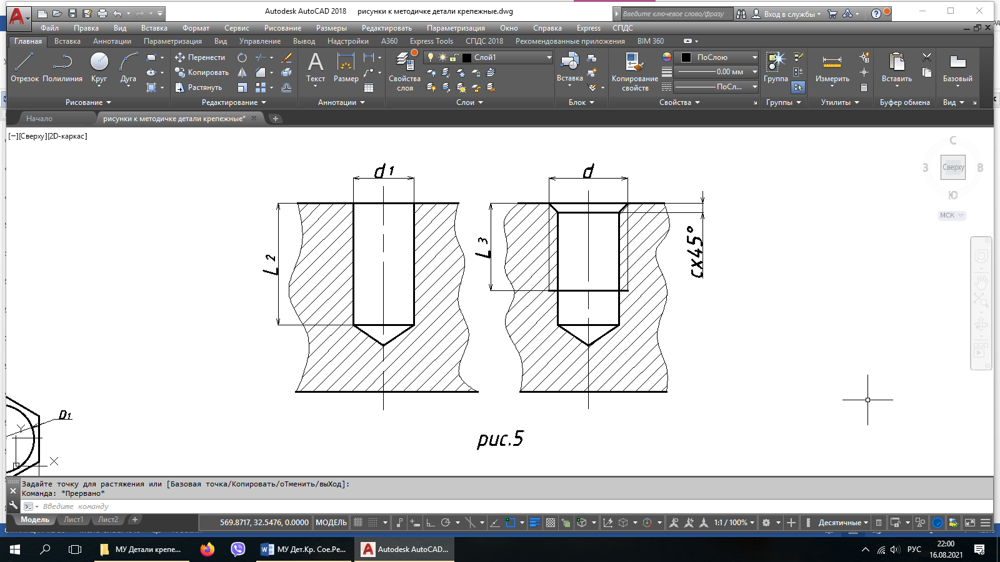 Autodesk AutoCAD 2018 рисунки к методичке детали крепежные.dwg
Введите ключевое слово/фразу
Вход в службы
Файл Правка Вид Вставка Формат Сервис Рисование Размеры Редактировать Параметризация Окно Справка Express СПДС
Главная Вставка Аннотации Параметризация Вид Управление Вывод Надстройки A360 Express Tools СПДС 2018 Рекомендованные приложения BIM 360
Отрезок Полилиния Круг Дуга
Перенести
Копировать
Растянуть
Текст Размер
Свойства
слоя
Слой1
Вставка
Копирование
свойств
ПоСлою
0.00 мм
ПоСл...
Группа
Измерить
Вставить
Базовый
Рисование Редактирование Аннотации Слои Блок Свойства Группы Утилиты Буфер обмена Вид
Начало рисунки к методичке детали крепежные*
[−][Сверху][2D-каркас]
С
З Сверху В
Ю
МСК
d1
d
L2
L3
cx45°
D1
Y
X
рис.5
Задайте точку для растяжения или [Базовая точка/Копировать/оТменить/выХод]:
Команда: *Прервано*
Введите команду
Модель Лист1 Лист2
569.8717, 32.5476, 0.0000 МОДЕЛЬ 1:1 / 100% Десятичные
МУ Детали крепе... МУ Дет.Кр. Сое.Ре... Autodesk AutoCAD...
РУС
22:00
16.08.2021